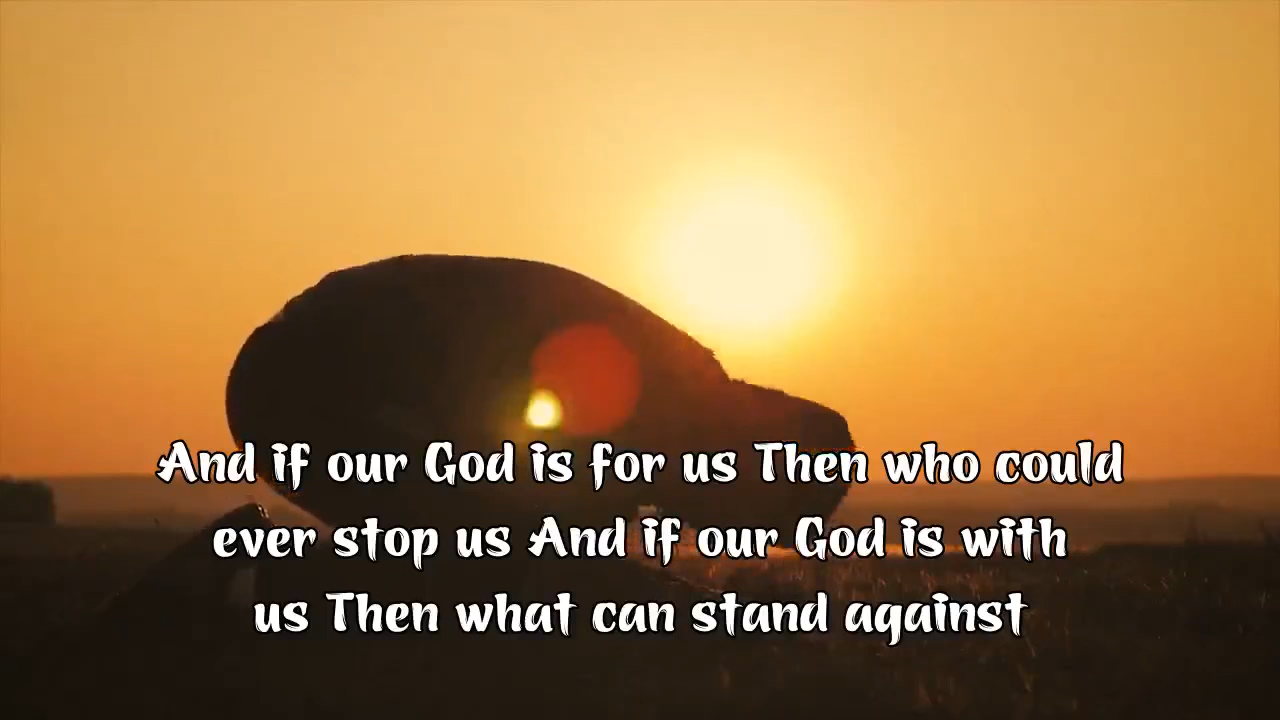 And if our God is for us Then who could
ever stop us And if our God is with
us Then what can stand against